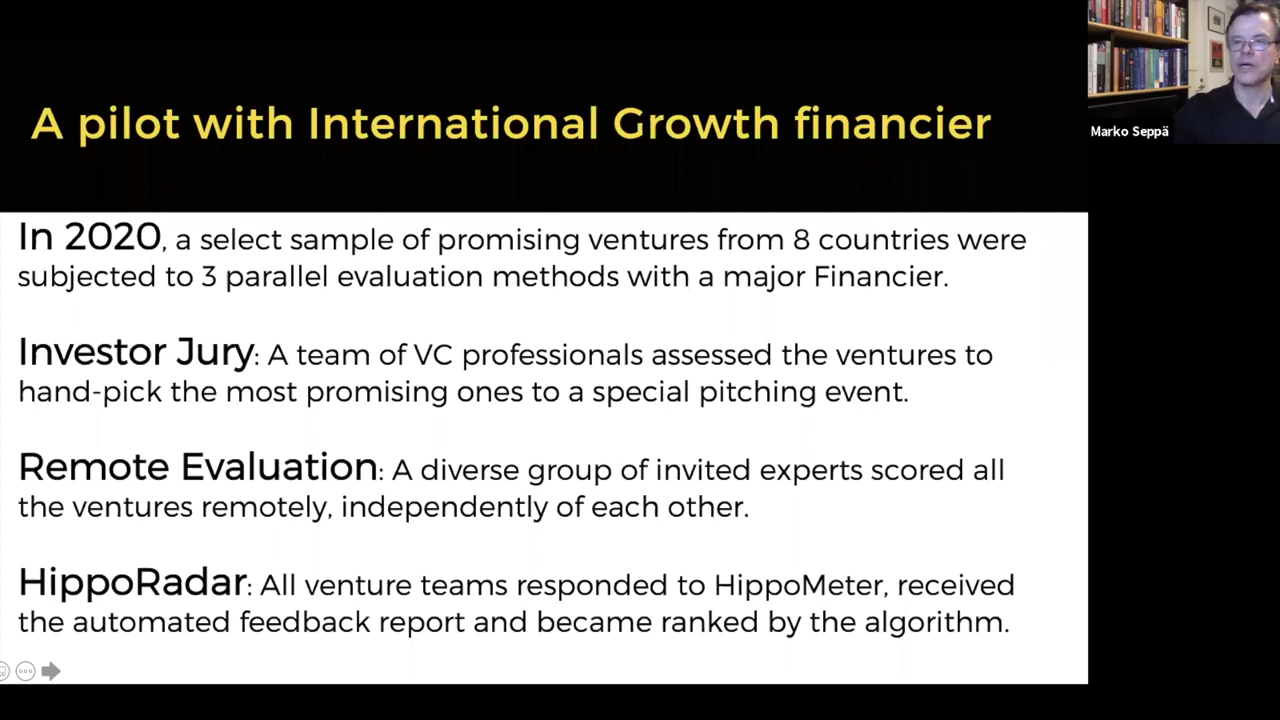 A pilot with International Growth financier
Marko Seppä
In 2020, a select sample of promising ventures from 8 countries were
subjected to 3 parallel evaluation methods with a major Financier.
Investor Jury: A team of VC professionals assessed the ventures to
hand-pick the most promising ones to a special pitching event.
Remote Evaluation: A diverse group of invited experts scored all
the ventures remotely, independently of each other.
HippoRadar: All venture teams responded to HippoMeter, received
the automated feedback report and became ranked by the algorithm.